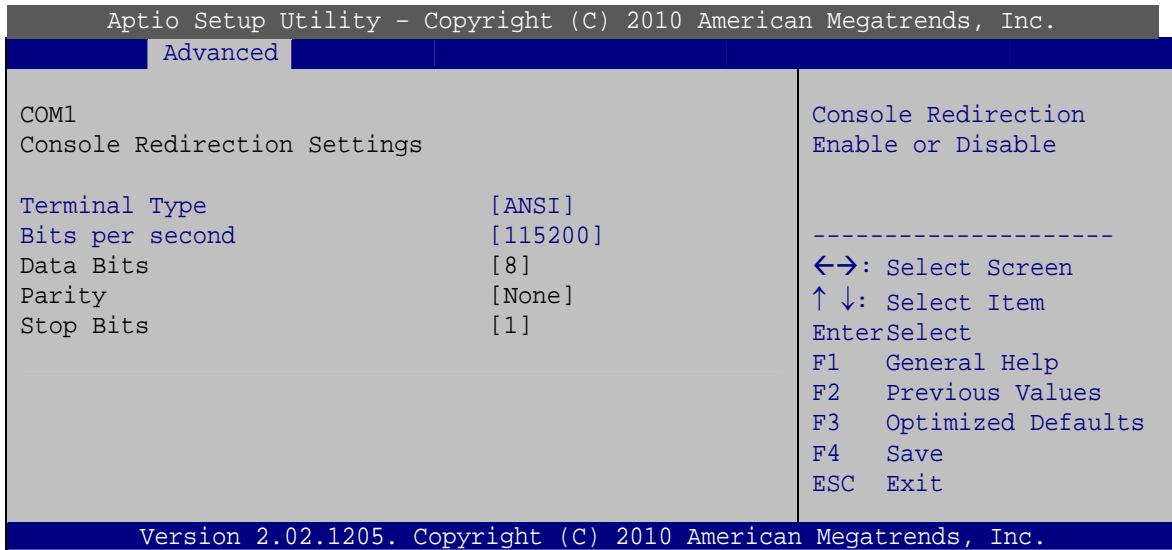 Aptio Setup Utility – Copyright (C) 2010 American Megatrends, Inc.
Advanced
COM1
Console Redirection Settings
Terminal Type [ANSI]
Bits per second [115200]
Data Bits [8]
Parity [None]
Stop Bits [1]
Console Redirection
Enable or Disable
---------------------
←→: Select Screen
↑ ↓: Select Item
EnterSelect
F1 General Help
F2 Previous Values
F3 Optimized Defaults
F4 Save
ESC Exit
Version 2.02.1205. Copyright (C) 2010 American Megatrends, Inc.